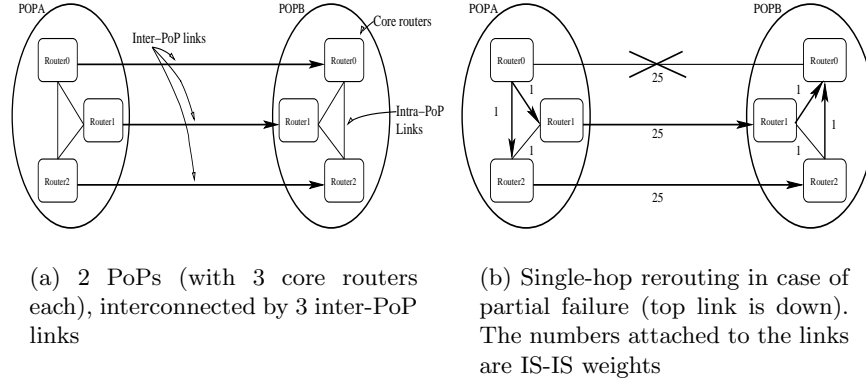 POPA
POPB
Core routers
Inter-PoP links
Router0
Router0
Router1
Router1
Intra-PoP
Links
Router2
Router2
POPA
POPB
Router0
Router0
25
1
1
1
Router1
Router1
1
25
1
1
Router2
Router2
25
(a) 2 PoPs (with 3 core routers
each), interconnected by 3 inter-PoP
links
(b) Single-hop rerouting in case of
partial failure (top link is down).
The numbers attached to the links
are IS-IS weights